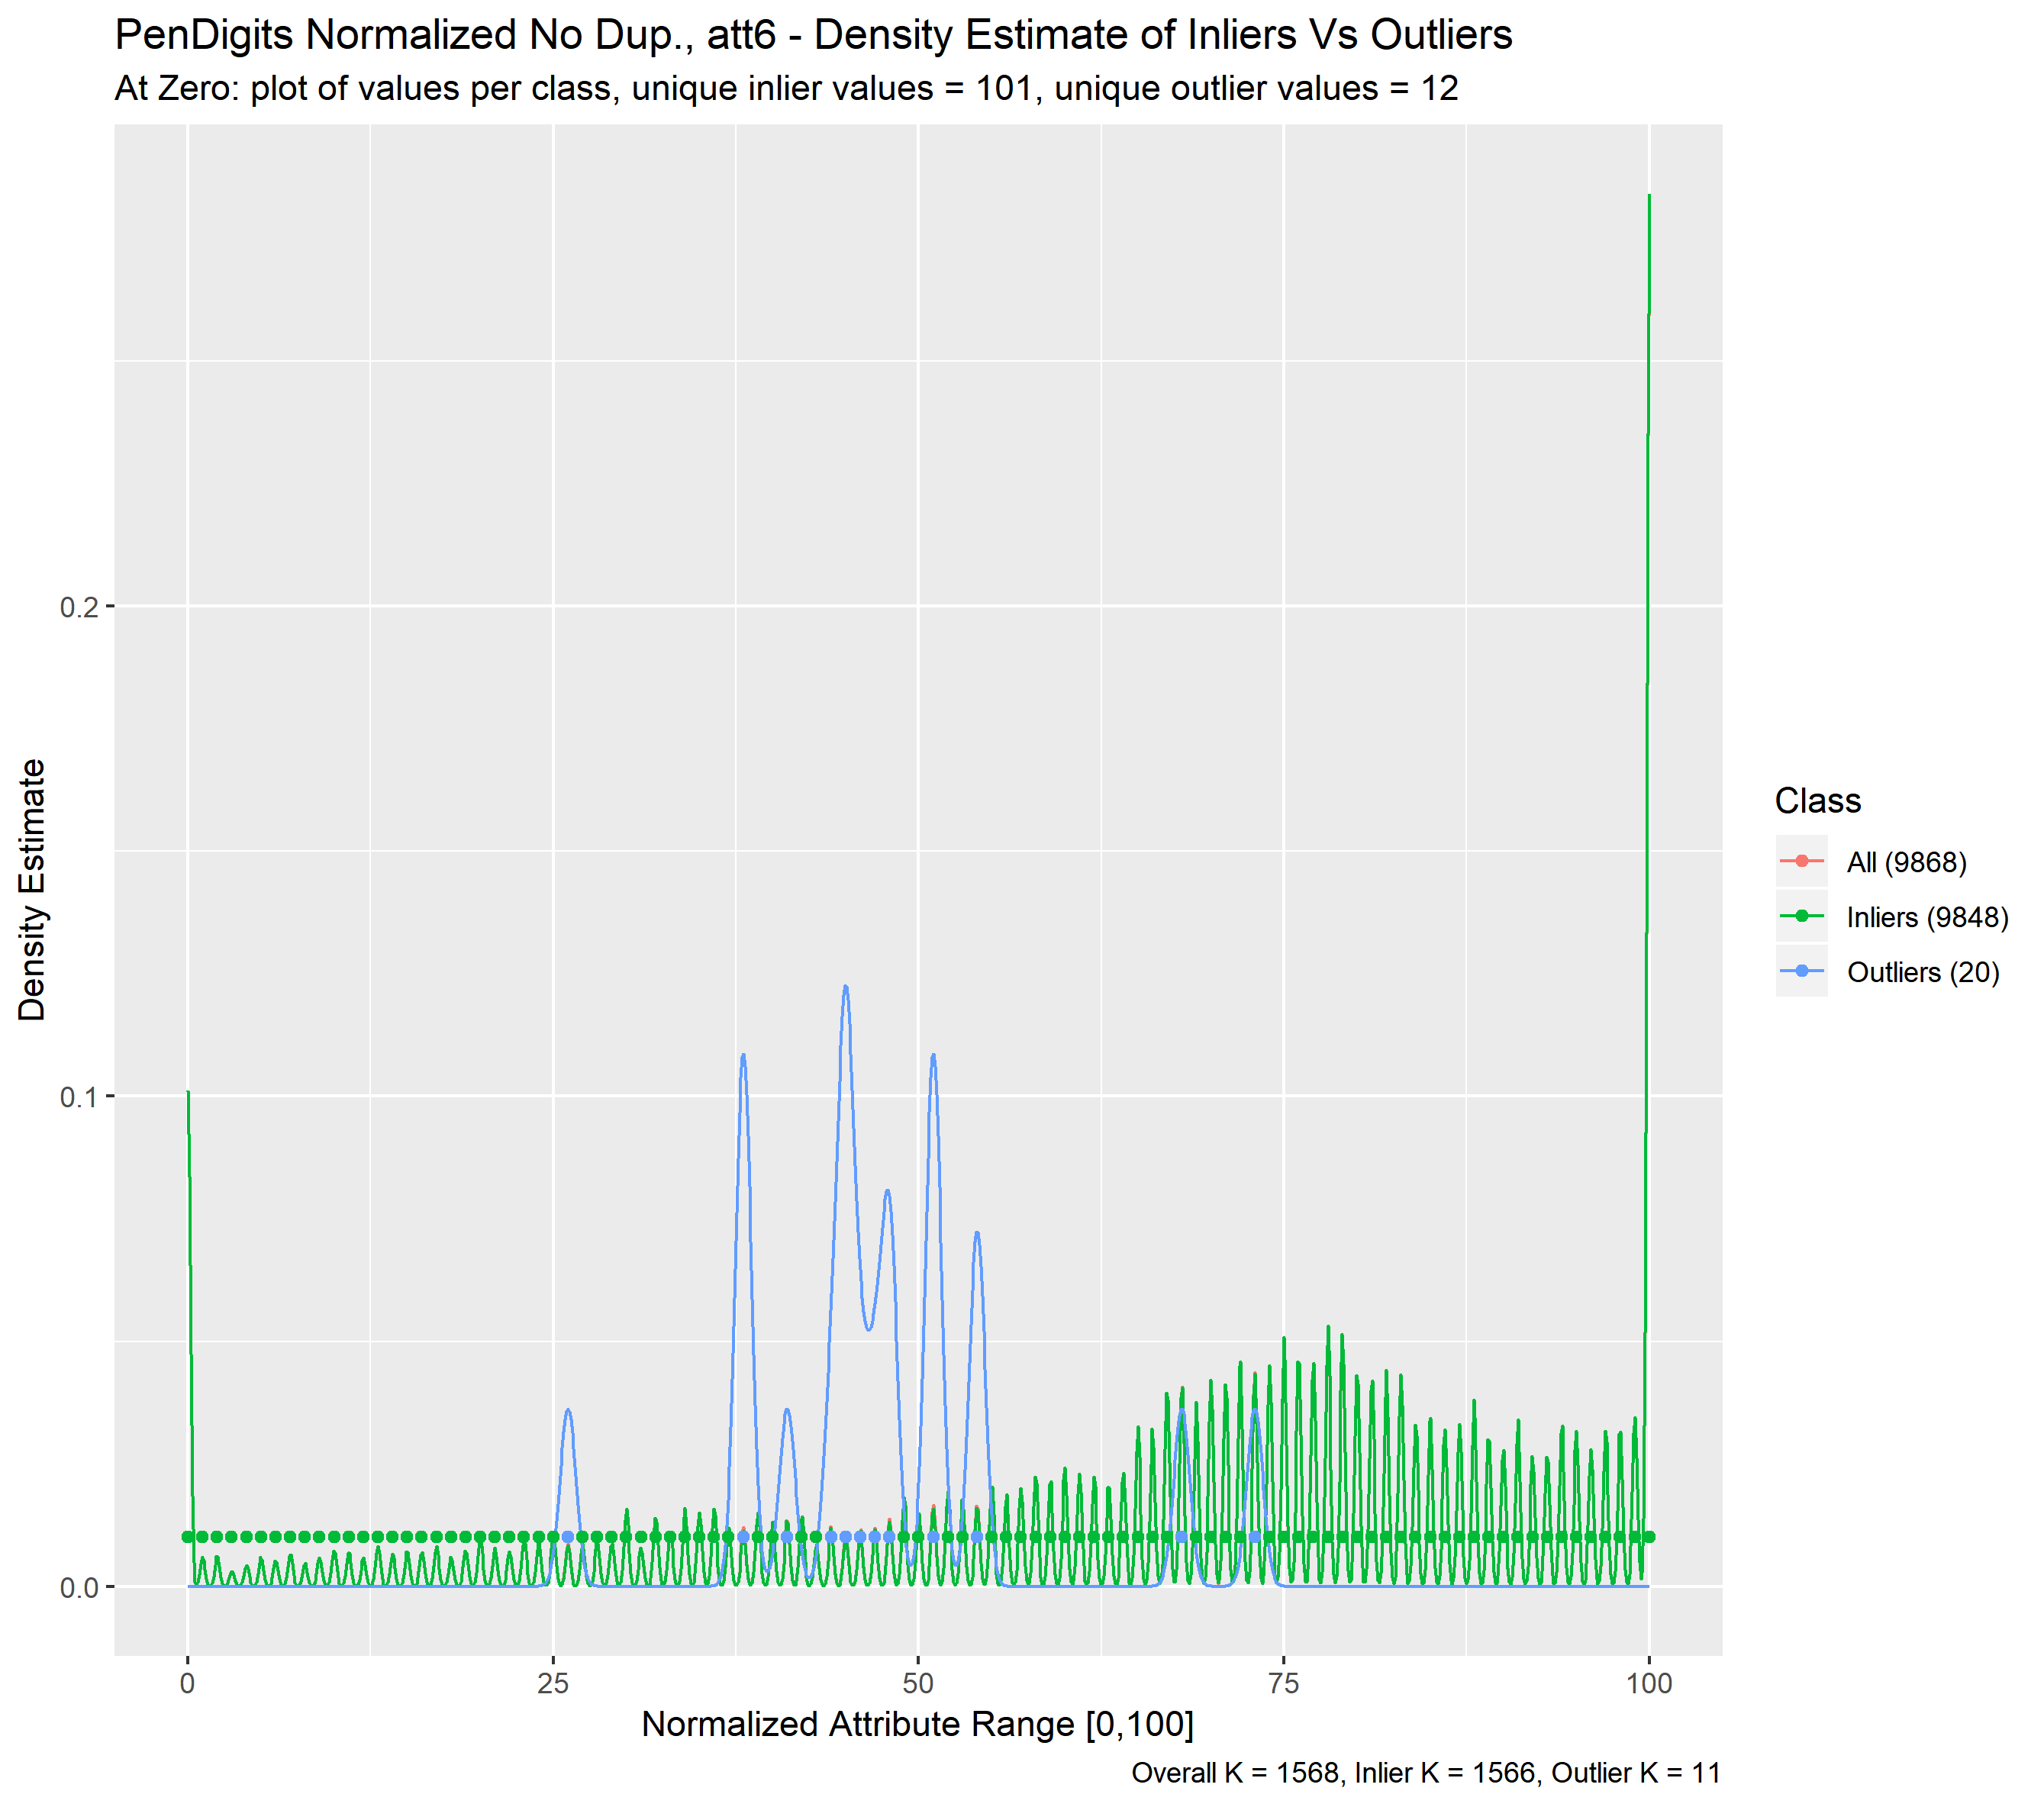 PenDigits Normalized No Dup., att6 - Density Estimate of Inliers Vs Outliers
At Zero: plot of values per class, unique inlier values = 101, unique outlier values = 12
Density Estimate
0.2
0.1
0.0
0 25 50 75 100
Normalized Attribute Range [0,100]
Overall K = 1568, Inlier K = 1566, Outlier K = 11
Class
All (9868)
Inliers (9848)
Outliers (20)